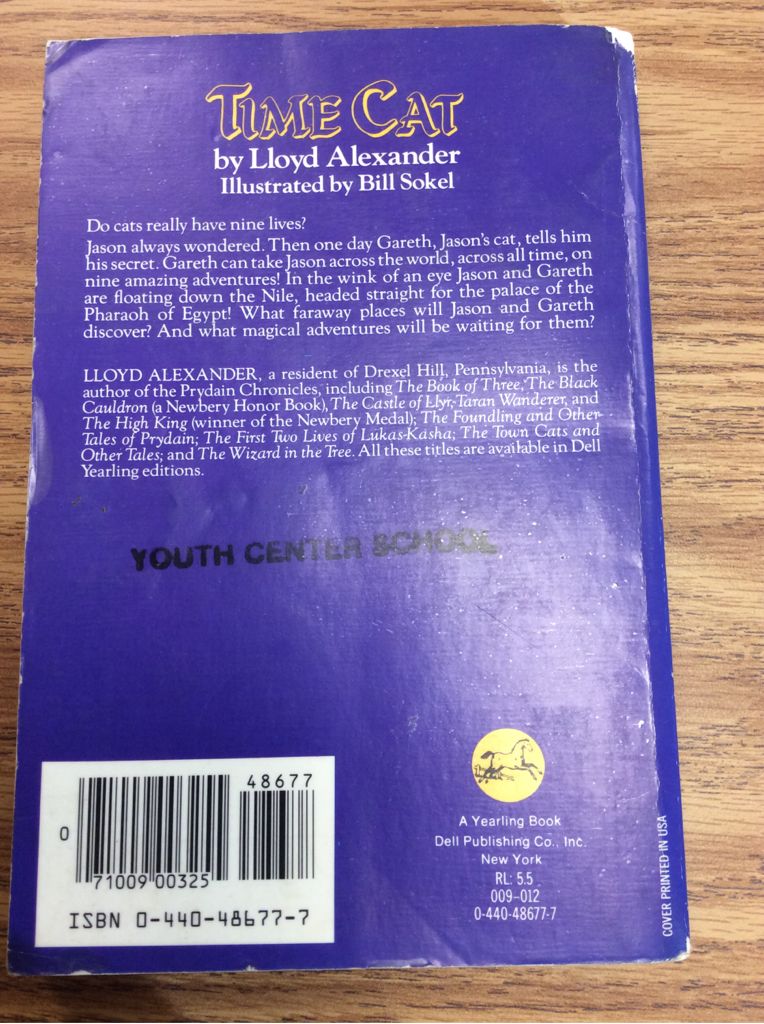 TIME CAT
by Lloyd Alexander
Illustrated by Bill Sokel
Do cats really have nine lives?
Jason always wondered. Then one day Gareth, Jason's cat, tells him
his secret. Gareth can take Jason across the world, across all time, on
nine amazing adventures! In the wink of an eye Jason and Gareth
are floating down the Nile, headed straight for the palace of the
Pharaoh of Egypt! What faraway places will Jason and Gareth
discover? And what magical adventures will be waiting for them?
LLOYD ALEXANDER, a resident of Drexel Hill, Pennsylvania, is the
author of the Prydain Chronicles, including The Book of Three, The Black
Cauldron (a Newbery Honor Book), The Castle of Llyr, Taran Wanderer, and
The High King (winner of the Newbery Medal); The Foundling and Other
Tales of Prydain; The First Two Lives of Lukas-Kasha; The Town Cats and
Other Tales; and The Wizard in the Tree. All these titles are available in Dell
Yearling editions.
YOUTH CENTER SCHOOL
48677
0
71009 00325
ISBN 0-440-48677-7
A Yearling Book
Dell Publishing Co., Inc.
New York
RL: 5.5
009-012
0-440-48677-7
COVER PRINTED IN USA